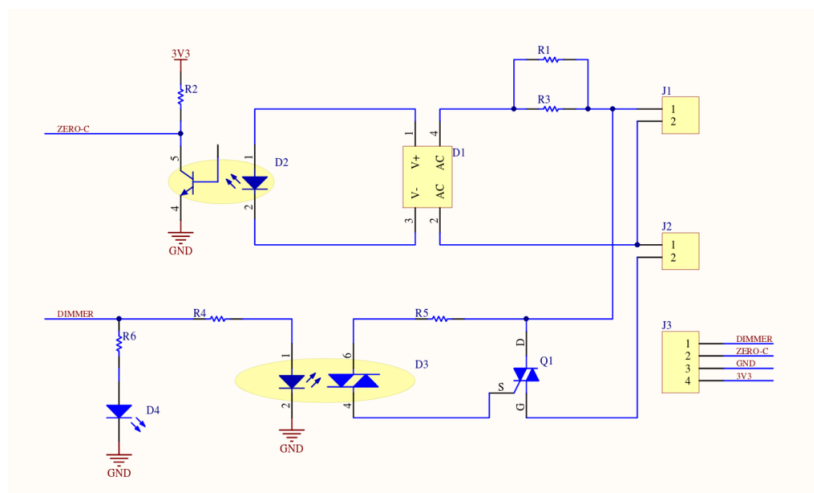 3V3
R2
ZERO-C
5
4
GND
1
D2
2
R1
R3
1
4
V+
AC
D1
V-
AC
3
2
J1
1
2
J2
1
2
DIMMER
R6
R4
D4
GND
1
2
GND
R5
6
D3
4
D
Q1
S
G
J3
1
DIMMER
2
ZERO-C
3
GND
4
3V3